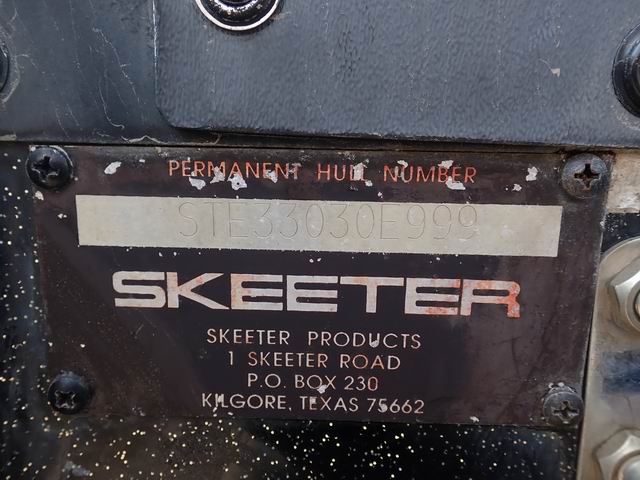 PERMANENT HULL NUMBER
STE33030E999
SKEETER
SKEETER PRODUCTS
1 SKEETER ROAD
P.O. BOX 230
KILGORE, TEXAS 75662